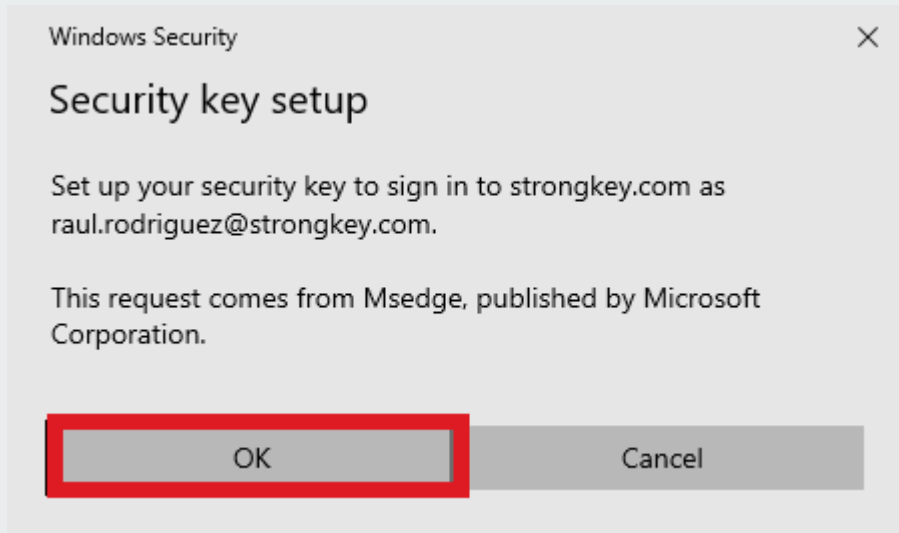 Windows Security
Security key setup
Set up your security key to sign in to strongkey.com as
raul.rodriguez@strongkey.com.
This request comes from Msedge, published by Microsoft
Corporation.
OK
Cancel